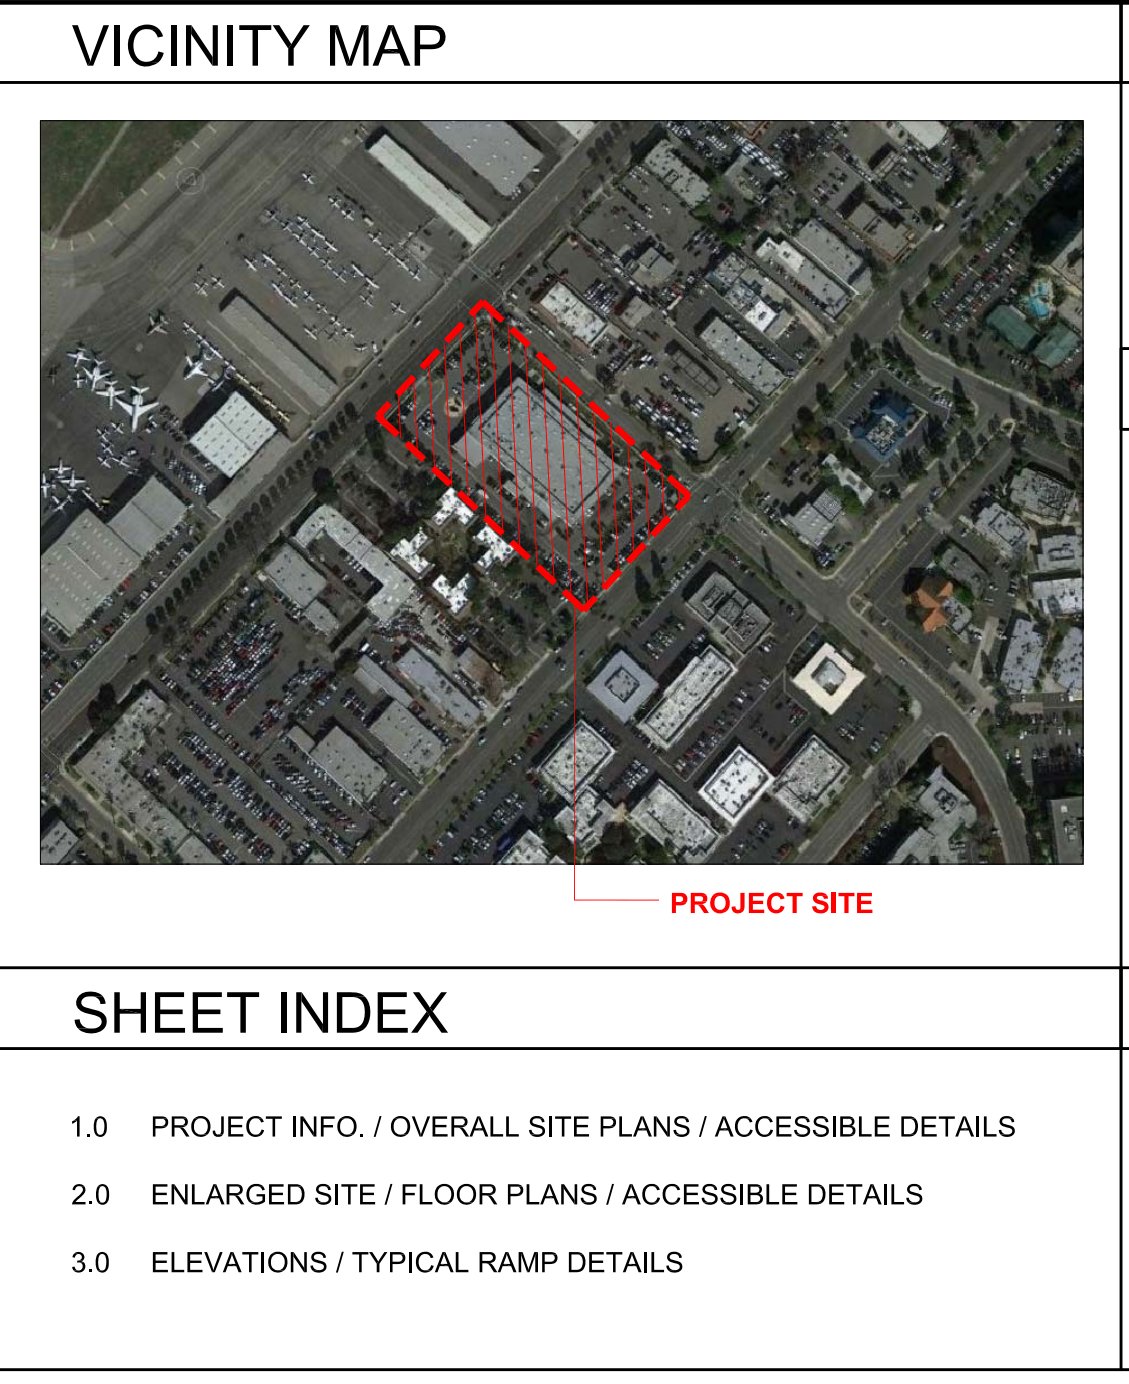 VICINITY MAP
PROJECT SITE
SHEET INDEX
1.0 PROJECT INFO. / OVERALL SITE PLANS / ACCESSIBLE DETAILS
2.0 ENLARGED SITE / FLOOR PLANS / ACCESSIBLE DETAILS
3.0 ELEVATIONS / TYPICAL RAMP DETAILS